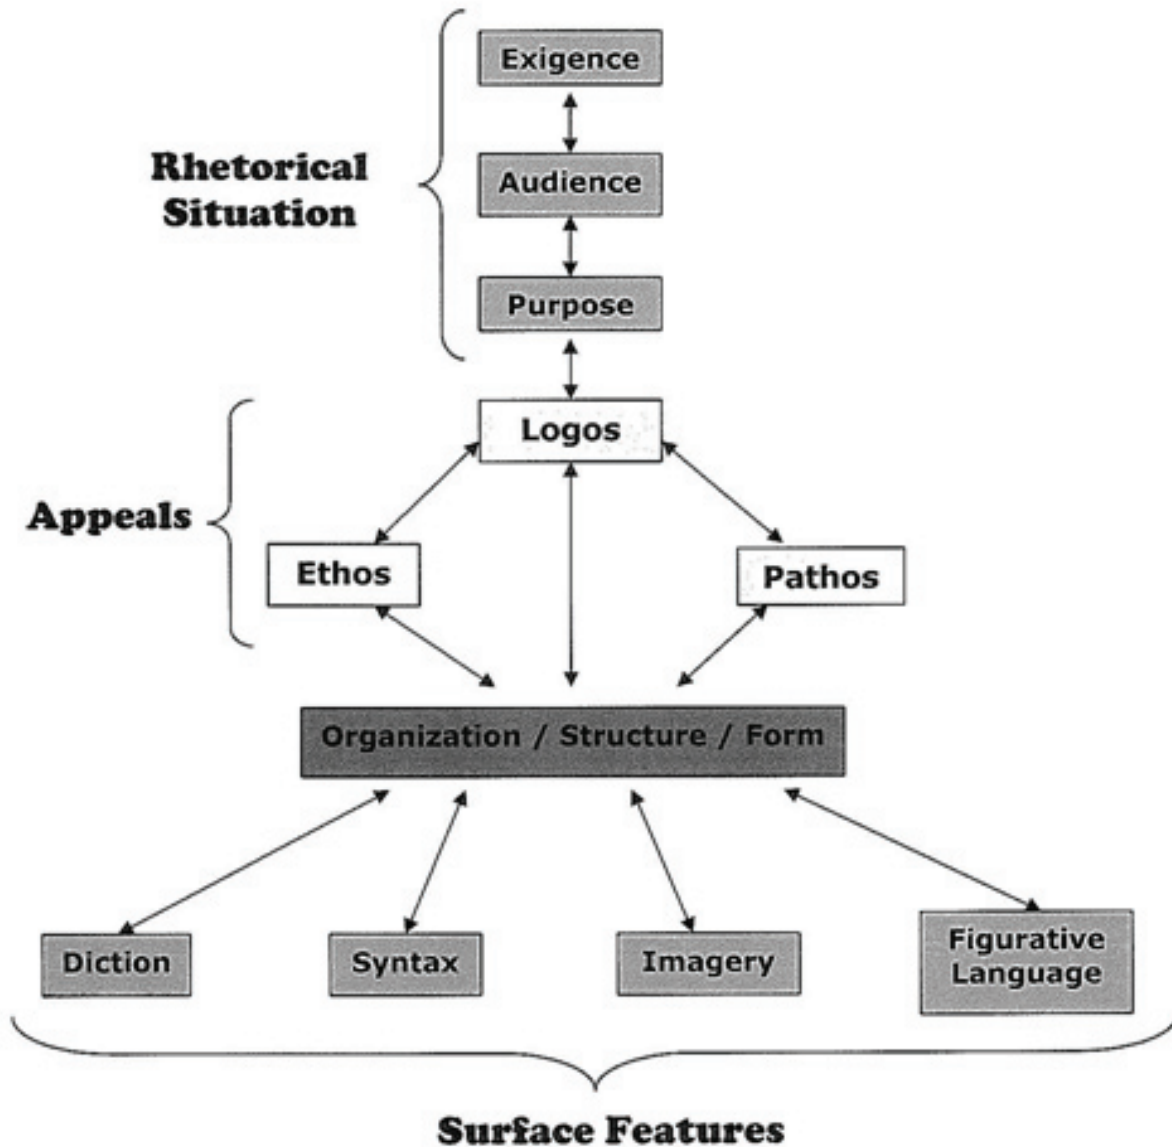 Exigence
Rhetorical
Situation
Audience
Purpose
Logos
Appeals
Ethos
Pathos
Organization / Structure / Form
Diction
Syntax
Imagery
Figurative
Language
Surface Features